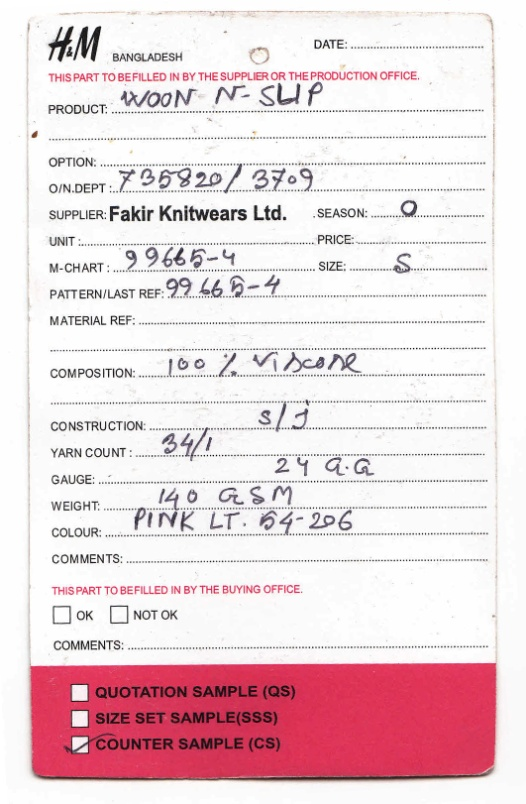 H&M BANGLADESH DATE:
THIS PART TO BE FILLED IN BY THE SUPPLIER OR THE PRODUCTION OFFICE.
PRODUCT: WOON N-SLIP
OPTION:
O/N.DEPT: 735820/ 3709
SUPPLIER: Fakir Knitwears Ltd. SEASON: 0
UNIT: PRICE:
M-CHART : 99665-4 SIZE: S
PATTERN/LAST REF: 99665-4
MATERIAL REF:
COMPOSITION: 100 % Viscose
CONSTRUCTION: S/J
YARN COUNT : 34/1
GAUGE: 24 G.G
WEIGHT: 140 GSM
COLOUR: PINK LT. 54-206
COMMENTS:
THIS PART TO BE FILLED IN BY THE BUYING OFFICE.
OK NOT OK
COMMENTS:
QUOTATION SAMPLE (QS)
SIZE SET SAMPLE(SSS)
COUNTER SAMPLE (CS)